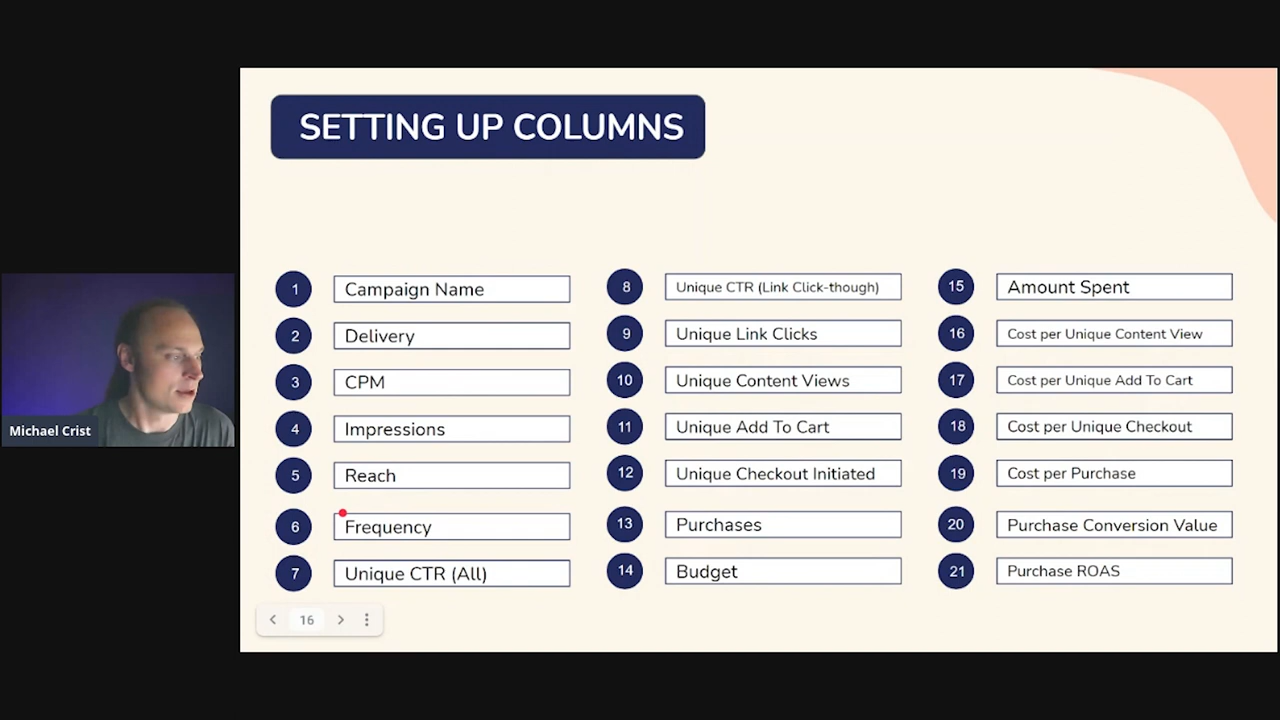 SETTING UP COLUMNS
1 Campaign Name
2 Delivery
3 CPM
4 Impressions
5 Reach
6 Frequency
7 Unique CTR (All)
8 Unique CTR (Link Click-though)
9 Unique Link Clicks
10 Unique Content Views
11 Unique Add To Cart
12 Unique Checkout Initiated
13 Purchases
14 Budget
15 Amount Spent
16 Cost per Unique Content View
17 Cost per Unique Add To Cart
18 Cost per Unique Checkout
19 Cost per Purchase
20 Purchase Conversion Value
21 Purchase ROAS
Michael Crist
16